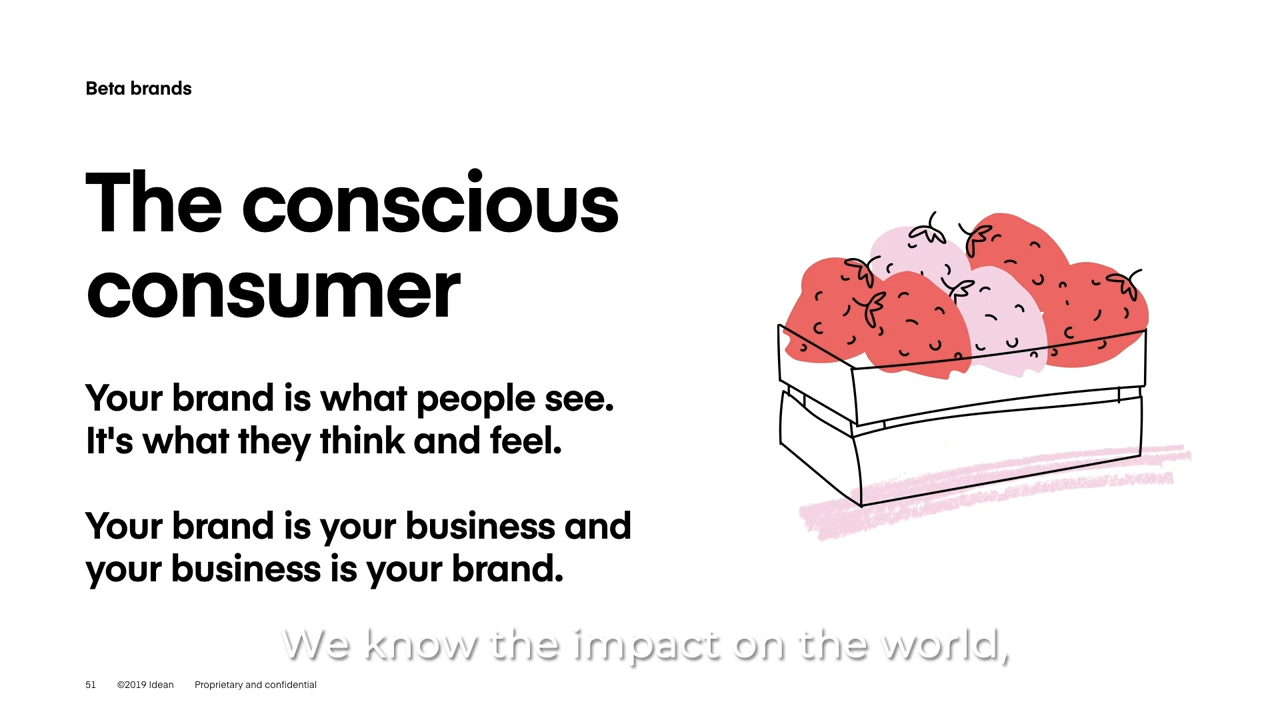 Beta brands
The conscious
consumer
Your brand is what people see.
It's what they think and feel.
Your brand is your business and
your business is your brand.
We know the impact on the world,
51 ©2019 Idean Proprietary and confidential